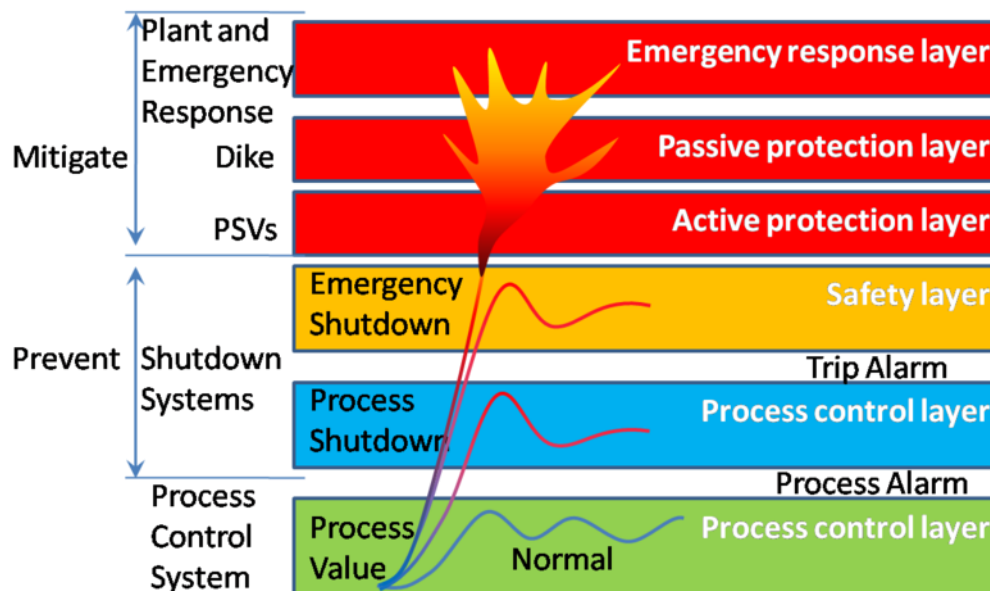 Plant and
Emergency
Response
Emergency response layer
Mitigate
Dike
Passive protection layer
PSVs
Active protection layer
Emergency
Shutdown
Safety layer
Prevent
Shutdown
Systems
Trip Alarm
Process
Shutdown
Process control layer
Process Alarm
Process
Control
System
Process
Value
Normal
Process control layer